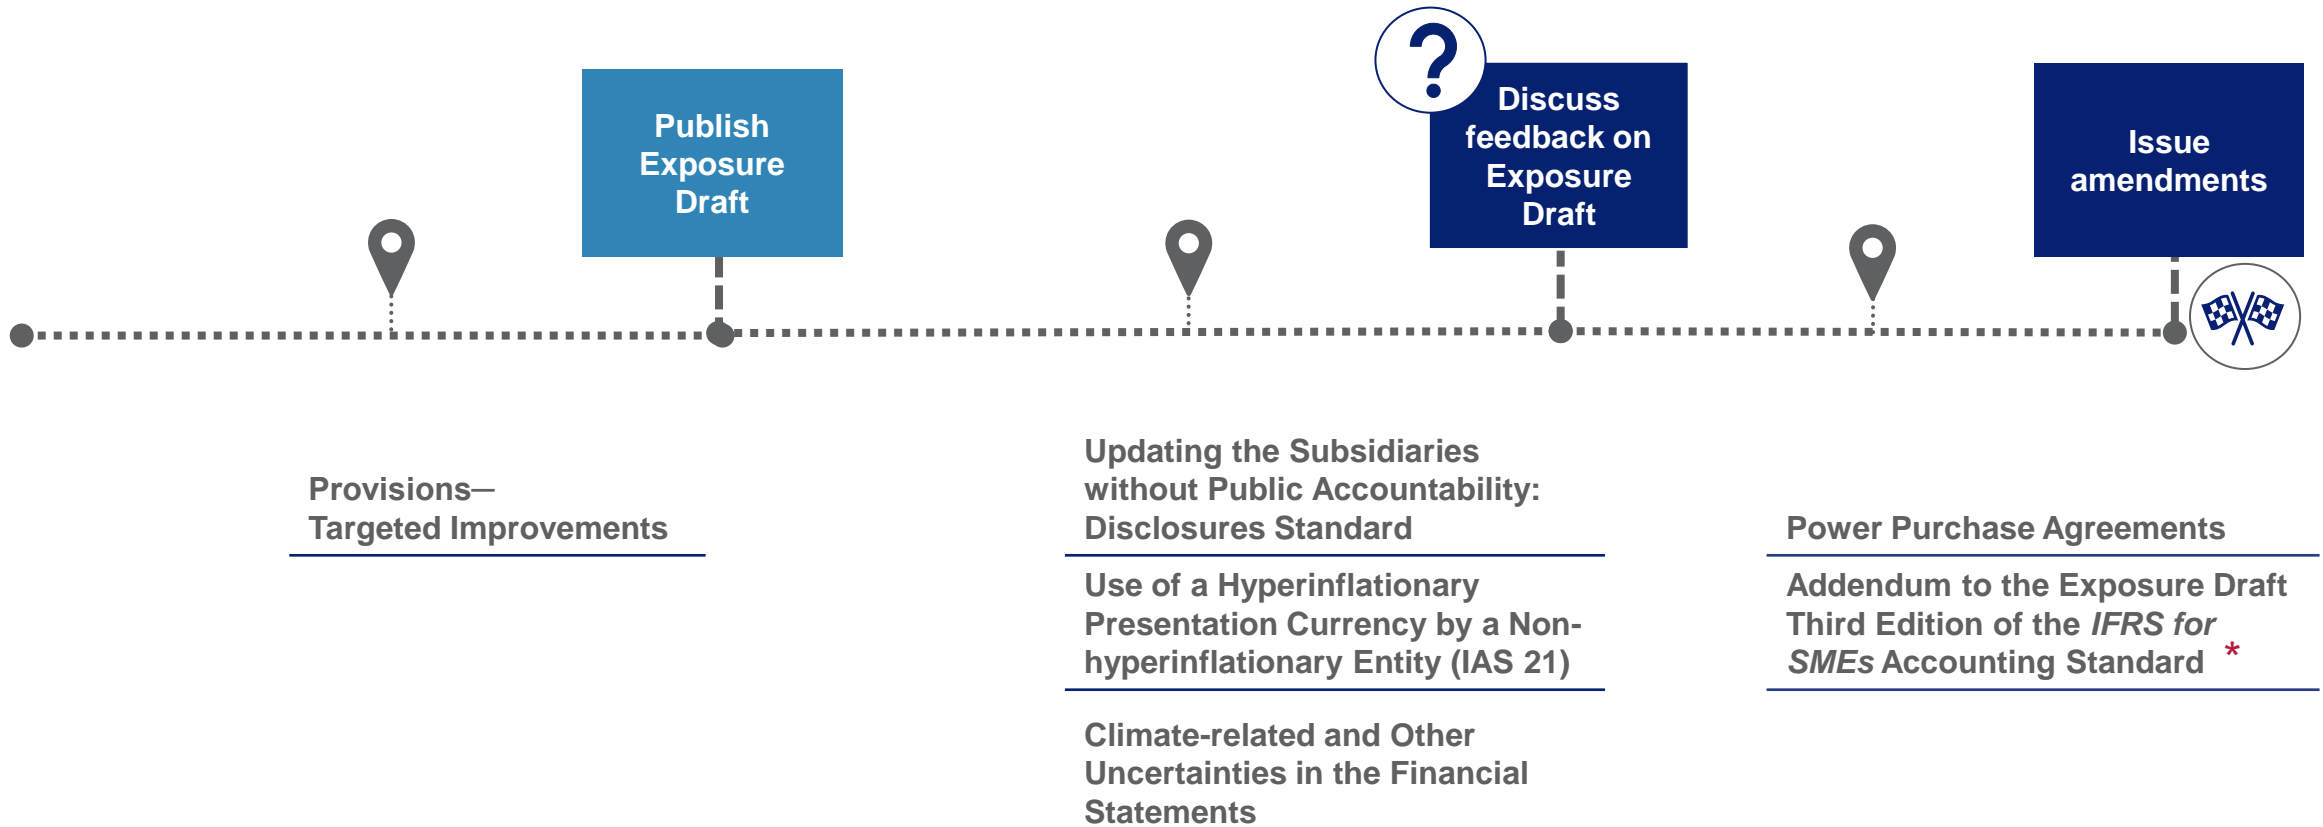 Publish
Exposure
Draft
?
Discuss
feedback on
Exposure
Draft
Issue
amendments
Provisions—
Targeted Improvements
Updating the Subsidiaries
without Public Accountability:
Disclosures Standard
Use of a Hyperinflationary
Presentation Currency by a Non-
hyperinflationary Entity (IAS 21)
Climate-related and Other
Uncertainties in the Financial
Statements
Power Purchase Agreements
Addendum to the Exposure Draft
Third Edition of the IFRS for
SMEs Accounting Standard *